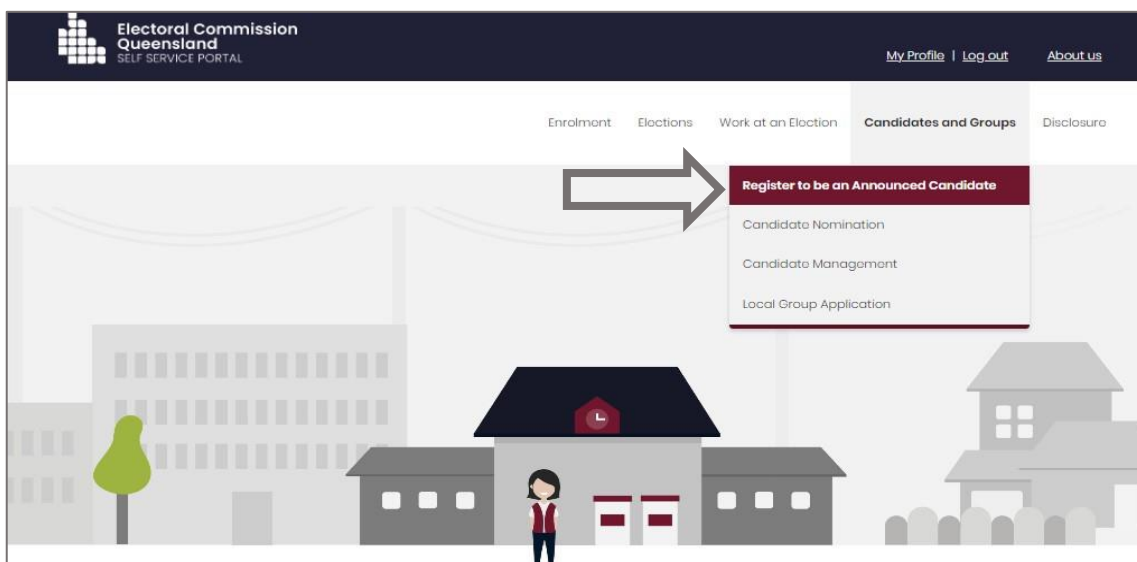 Electoral Commission
Queensland
SELF SERVICE PORTAL
My Profile | Log out About us
Enrolment Elections Work at an Election Candidates and Groups Disclosure
Register to be an Announced Candidate
Candidate Nomination
Candidate Management
Local Group Application